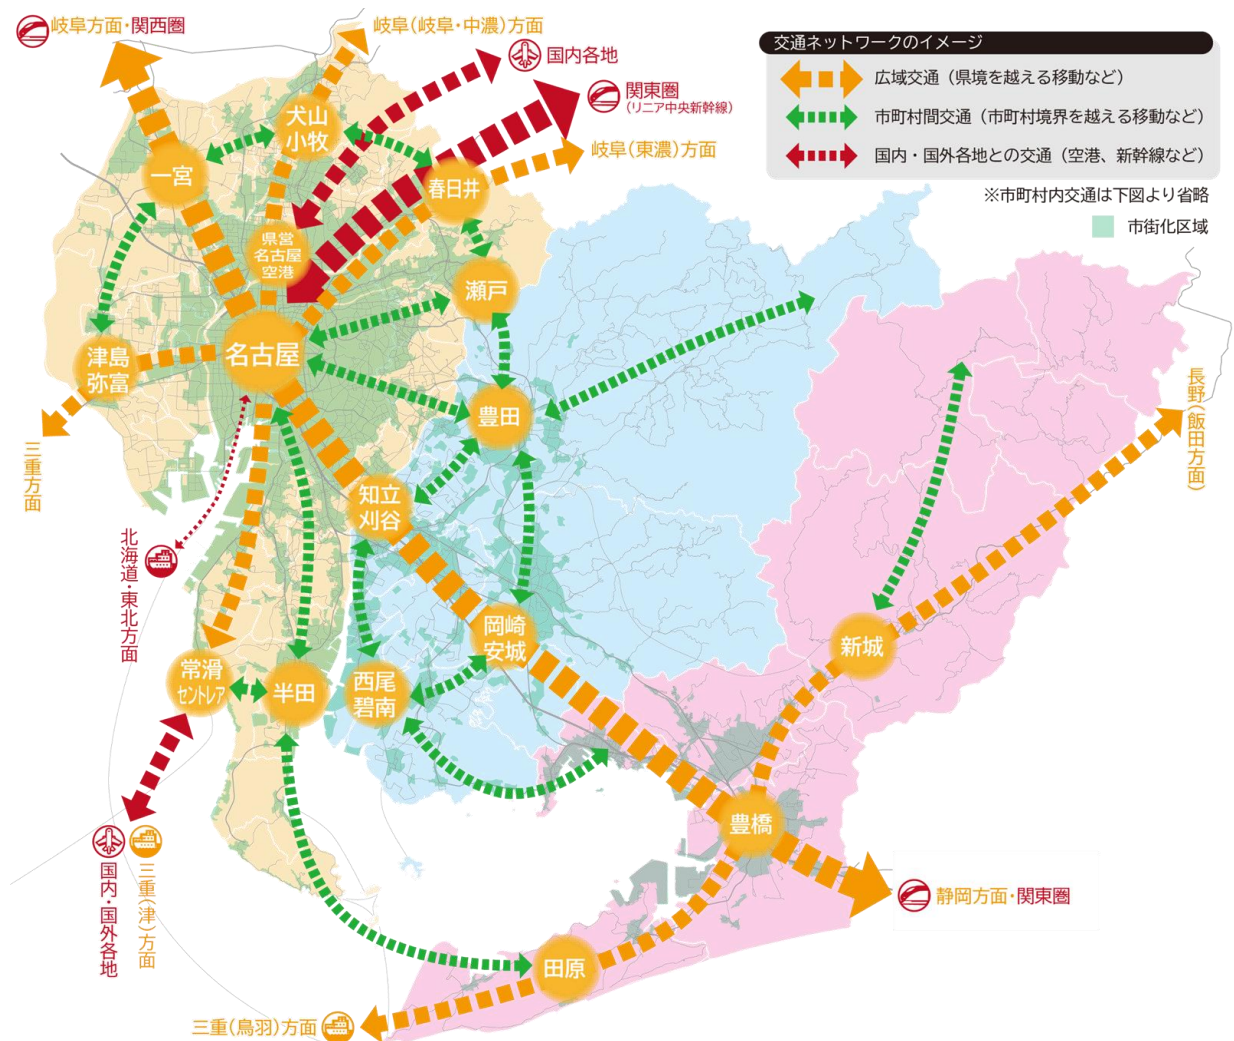 岐阜方面・関西圏
岐阜(岐阜・中濃)方面
国内各地
関東圏
(リニア中央新幹線)
岐阜(東濃)方面
交通ネットワークのイメージ
広域交通（県境を越える移動など）
市町村間交通（市町村境界を越える移動など）
国内・国外各地との交通（空港、新幹線など）
※市町村内交通は下図より省略
市街化区域
犬山
小牧
一宮
春日井
県営
名古屋
空港
瀬戸
名古屋
津島
弥富
豊田
三重方面
長野(飯田方面)
知立
刈谷
北海道・東北方面
岡崎
安城
新城
常滑
セントレア
半田
西尾
碧南
豊橋
国内・国外各地
三重(津)方面
静岡方面・関東圏
田原
三重(鳥羽)方面